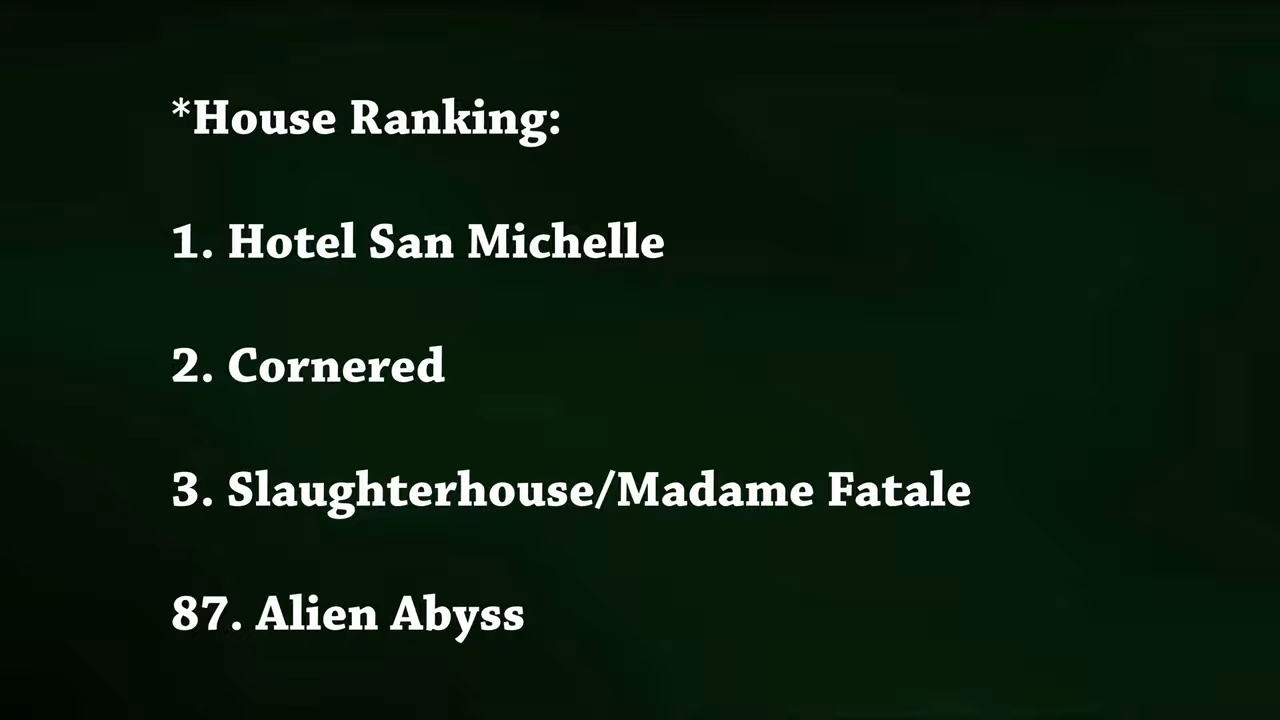 *House Ranking:
1. Hotel San Michelle
2. Cornered
3. Slaughterhouse/Madame Fatale
87. Alien Abyss